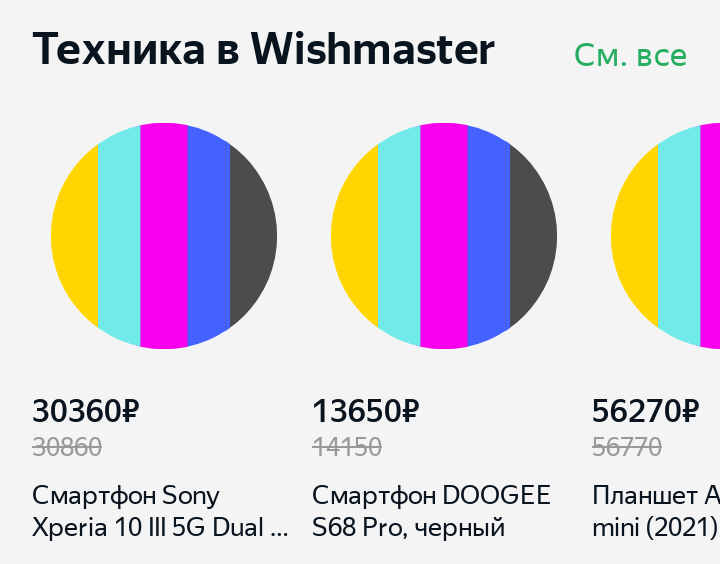 Техника в Wishmaster
См. все
30360₽
30860
Смартфон Sony
Xperia 10 III 5G Dual ...
13650₽
14150
Смартфон DOOGEE
S68 Pro, черный
56270₽
56770
Планшет A
mini (2021)